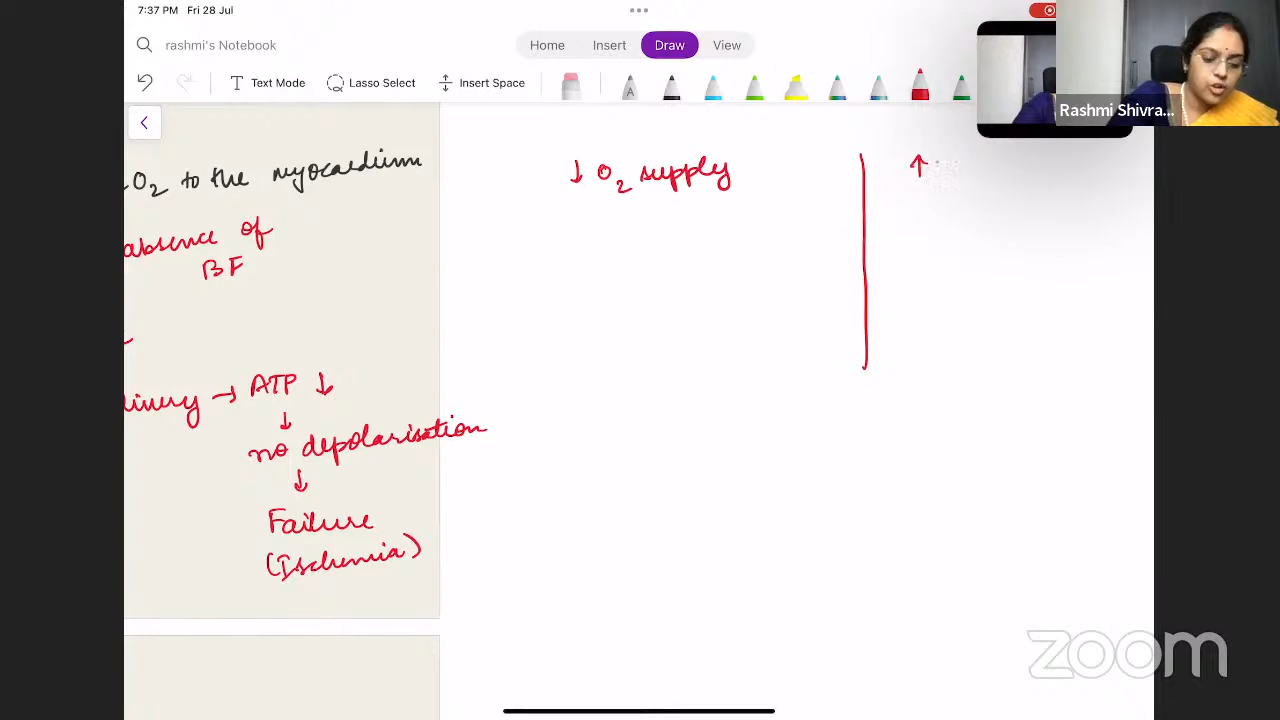 7:37 PM Fri 28 Jul
rashmi's Notebook
Home Insert Draw View
Text Mode Lasso Select Insert Space
A
Rashmi Shivra...
O2 to the myocardium
absence of
BF
→ ATP ↓
↓
no depolarisation
↓
Failure
(Ischemia)
↓ O2 supply
↑
zoom